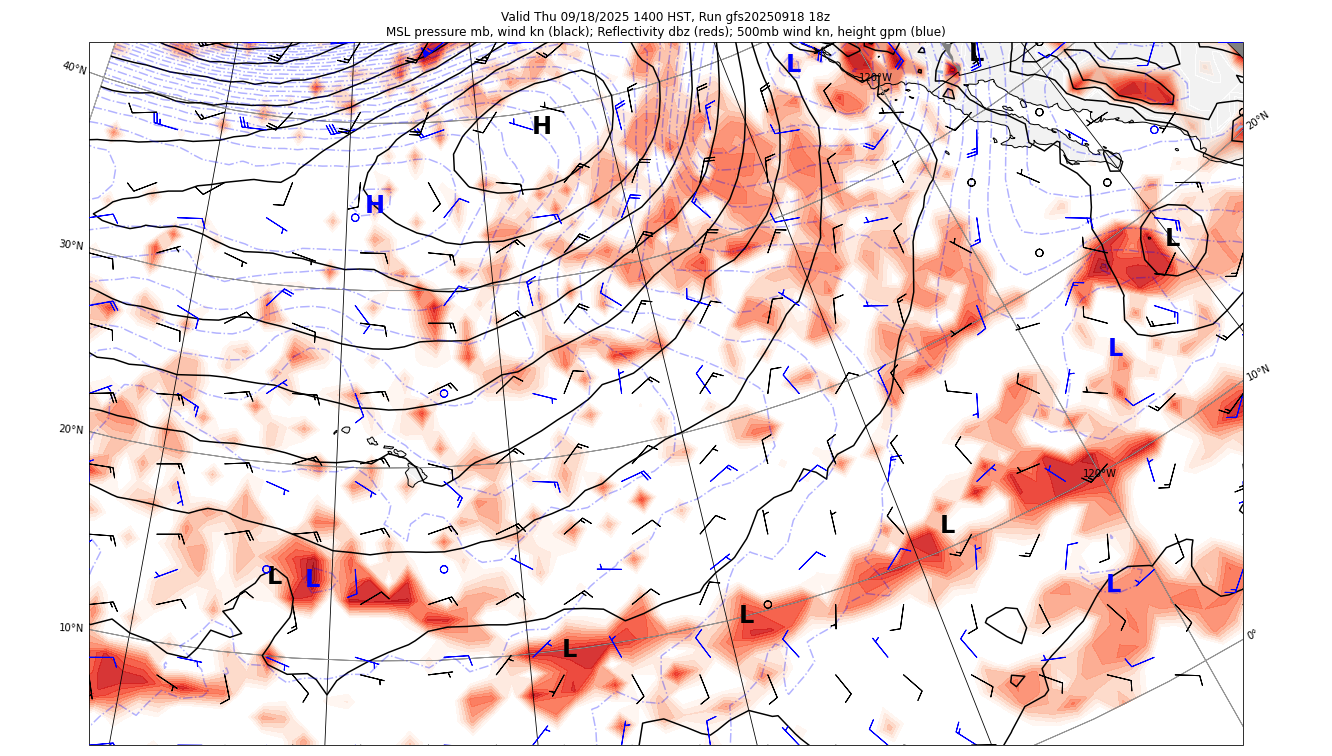 Valid Thu 09/18/2025 1400 HST, Run gfs20250918 18z
MSL pressure mb, wind kn (black); Reflectivity dbz (reds); 500mb wind kn, height gpm (blue)
L
L
40°N
120°W
20°N
H
H
L
30°N
L
10°N
20°N
120°W
L
L
L
L
10°N
L
0°
L